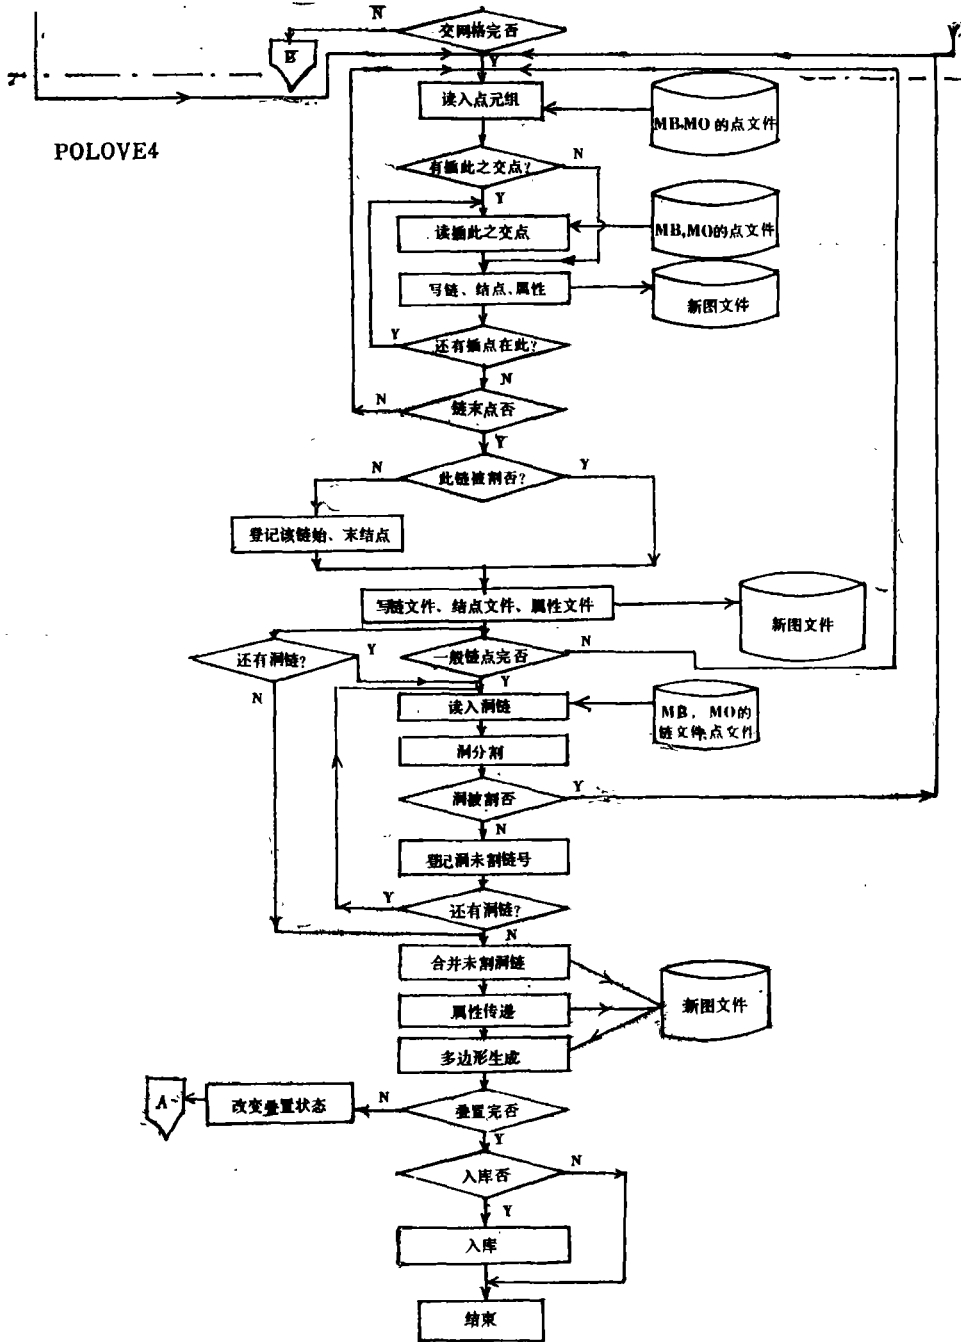 N
交网格完否
B
Y
读入点元组
MB,MO 的点文件
POLOVE4
有插此之交点?
N
Y
读插此之交点
MB,MO的点文件
写链、结点、属性
新图文件
Y
还有插点在此?
N
N
链末点否
Y
N
此链被割否?
Y
登记该链始、末结点
写链文件、结点文件、属性文件
新图文件
还有洞链?
Y
一般链点完否
N
N
Y
读入洞链
MB, MO的
链文件、点文件
洞分割
洞被割否
Y
N
登记洞未割链号
Y
还有洞链?
N
合并未割洞链
属性传递
新图文件
多边形生成
A
改变叠置状态
N
叠置完否
Y
入库否
N
Y
入库
结束